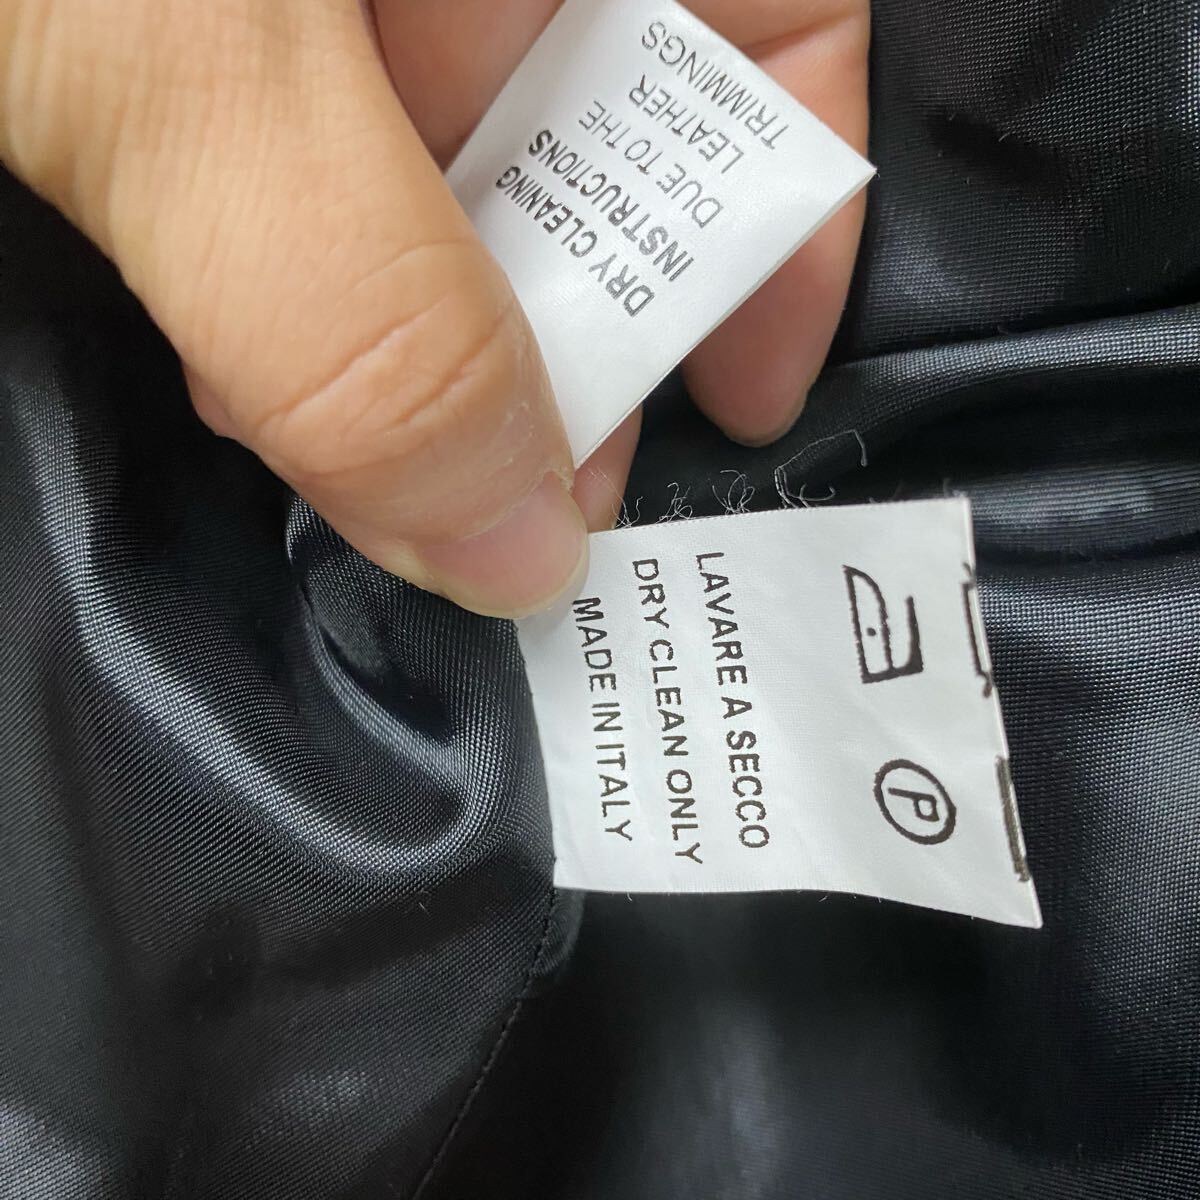 DRY CLEANING
INSTRUCTIONS
DUE TO THE
LEATHER
TRIMMINGS
P
LAVARE A SECCO
DRY CLEAN ONLY
MADE IN ITALY